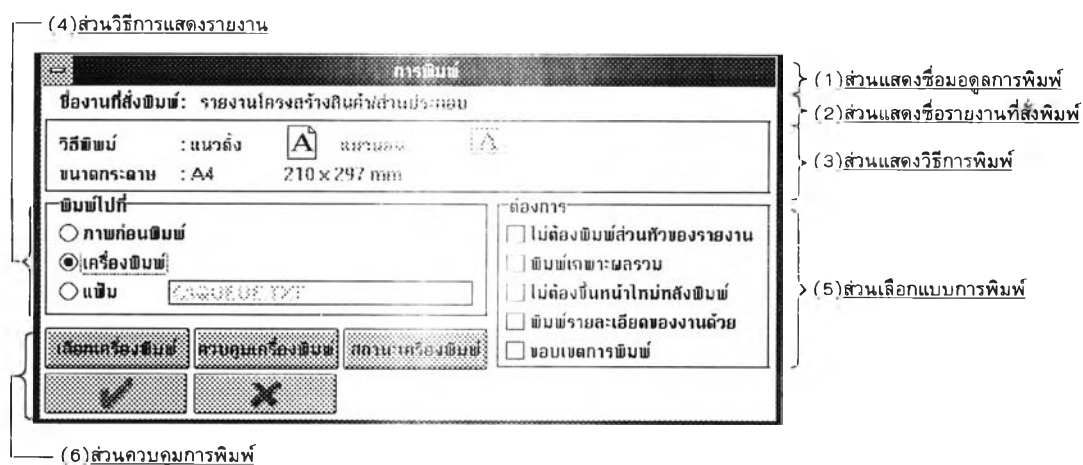 (4)ส่วนวิธีการแสดงรายงาน
การพิมพ์
(1)ส่วนแสดงชื่อมอดูลการพิมพ์
ชื่องานที่สั่งพิมพ์: รายงานโครงสร้างสินค้า/ส่วนประกอบ
(2)ส่วนแสดงชื่อรายงานที่สั่งพิมพ์
วิธีพิมพ์ :แนวตั้ง A แนวนอน A
(3)ส่วนแสดงวิธีการพิมพ์
ขนาดกระดาษ : A4 210 x 297 mm
พิมพ์ไปที่
ภาพก่อนพิมพ์
เครื่องพิมพ์
แฟ้ม CAQUEUE.TXT
ต้องการ
ไม่ต้องพิมพ์ส่วนหัวของรายงาน
พิมพ์เฉพาะผลรวม
ไม่ต้องขึ้นหน้าใหม่หลังพิมพ์
พิมพ์รายละเอียดของงานด้วย
ขอบเขตการพิมพ์
(5)ส่วนเลือกแบบการพิมพ์
เลือกเครื่องพิมพ์ ควบคุมเครื่องพิมพ์ สถานะเครื่องพิมพ์
(6)ส่วนควบคุมการพิมพ์